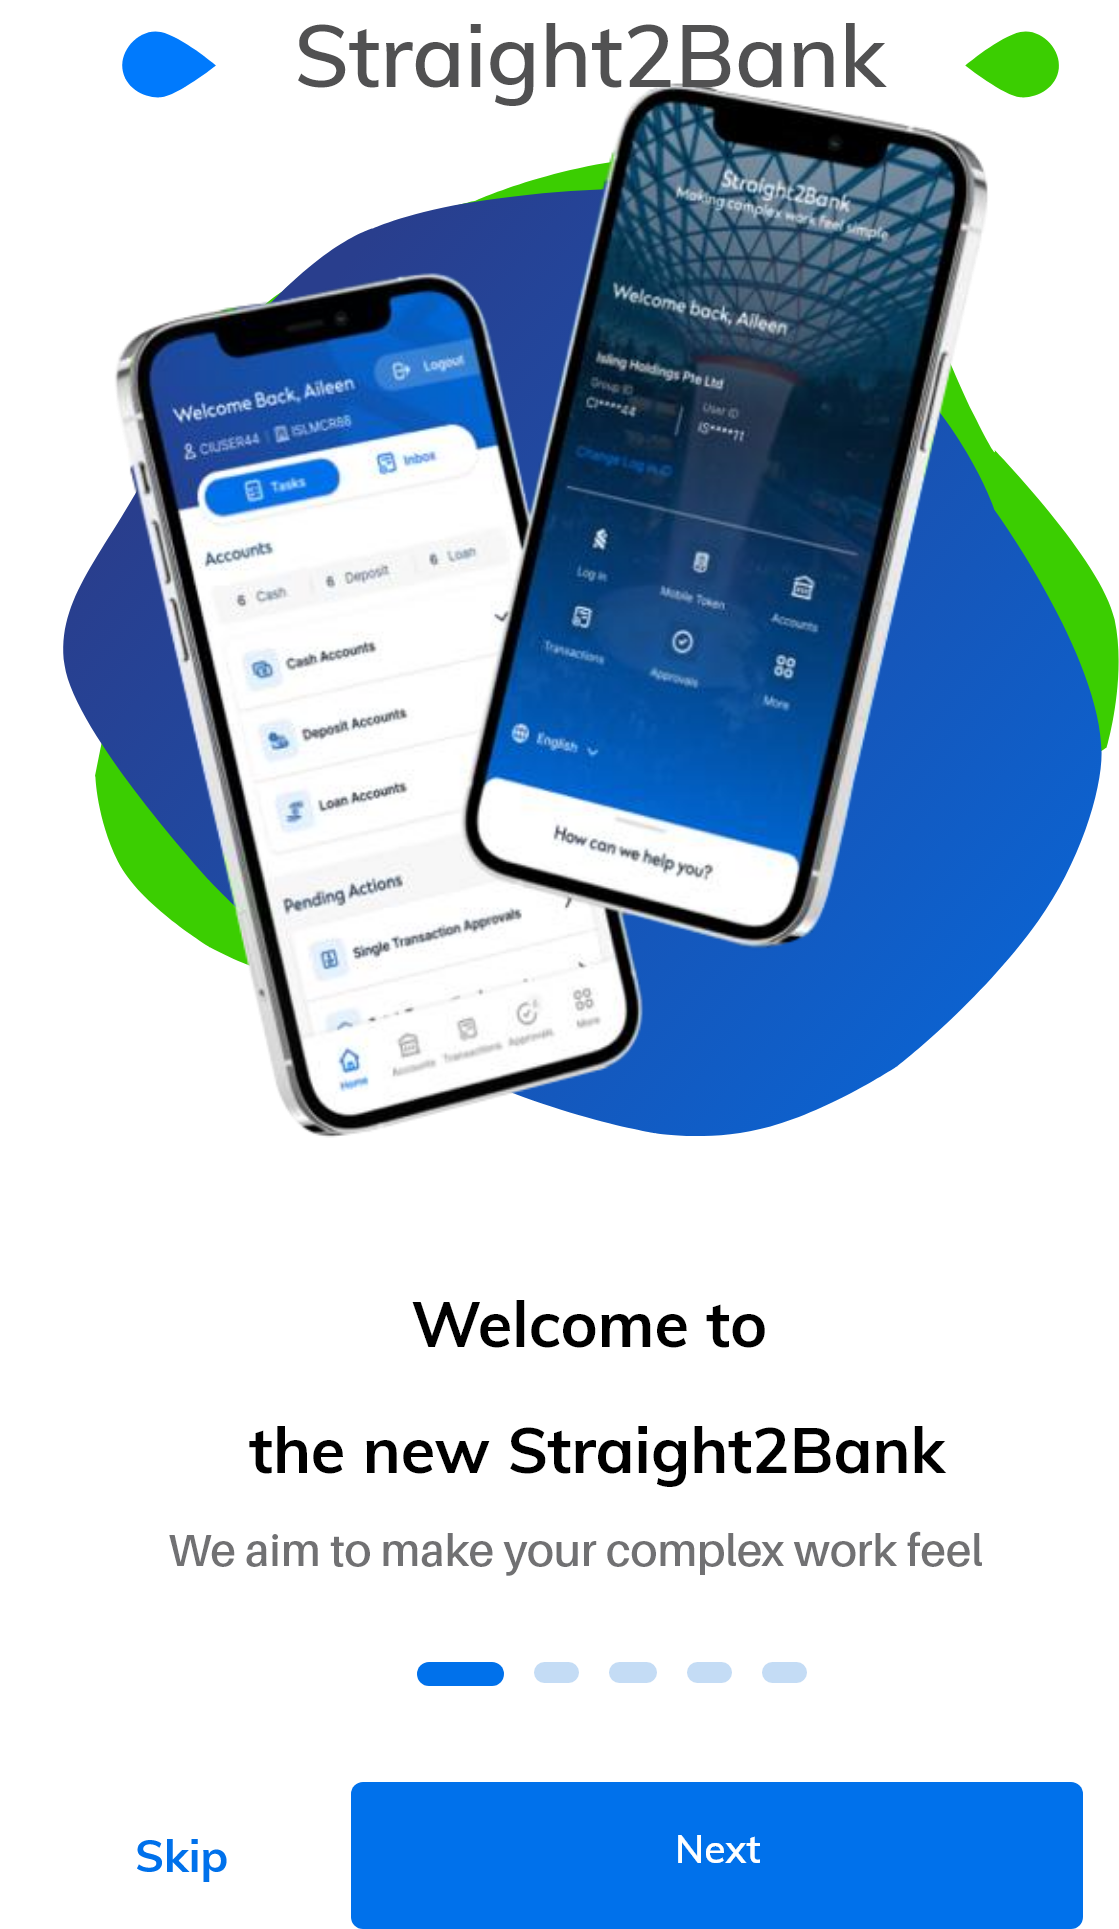 Straight2Bank
Straight2Bank
Making complex work feel simple
Welcome back, Aileen
Isling Holdings Pte Ltd
Group ID
User ID
CI****44
IS****11
Change Log in ID
Log in
Mobile Token
Accounts
Transactions
Approvals
More
English
How can we help you?
Logout
Welcome Back, Aileen
CIUSER44
ISLMCR88
Tasks
Inbox
Accounts
6 Cash
6 Deposit
6 Loan
Cash Accounts
Deposit Accounts
Loan Accounts
Pending Actions
Single Transaction Approvals
Home
Accounts
Transactions
Approvals
More
Welcome to
the new Straight2Bank
We aim to make your complex work feel
Skip
Next